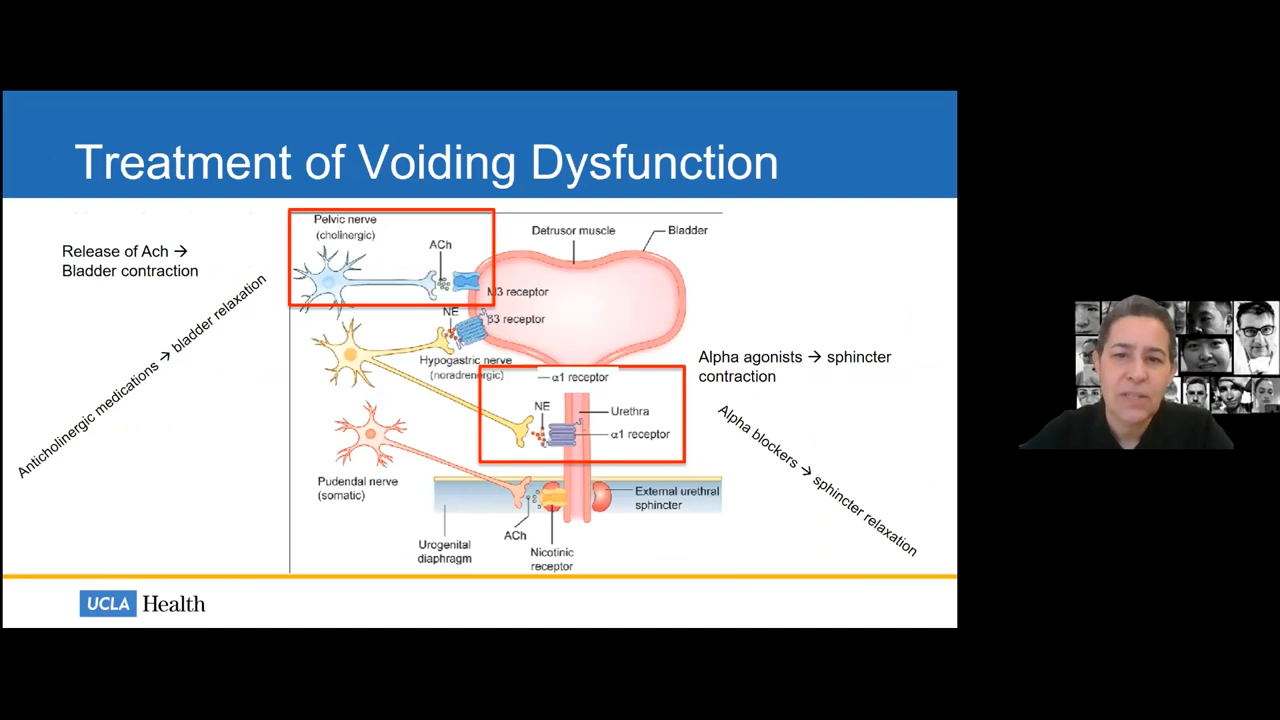 Treatment of Voiding Dysfunction
Release of Ach →
Bladder contraction
Anticholinergic medications → bladder relaxation
Pelvic nerve
(cholinergic)
ACh
Detrusor muscle
Bladder
M3 receptor
NE
β3 receptor
Hypogastric nerve
(noradrenergic)
α1 receptor
NE
Urethra
α1 receptor
Alpha agonists → sphincter
contraction
Alpha blockers → sphincter relaxation
Pudendal nerve
(somatic)
External urethral
sphincter
ACh
Urogenital
diaphragm
Nicotinic
receptor
UCLA Health